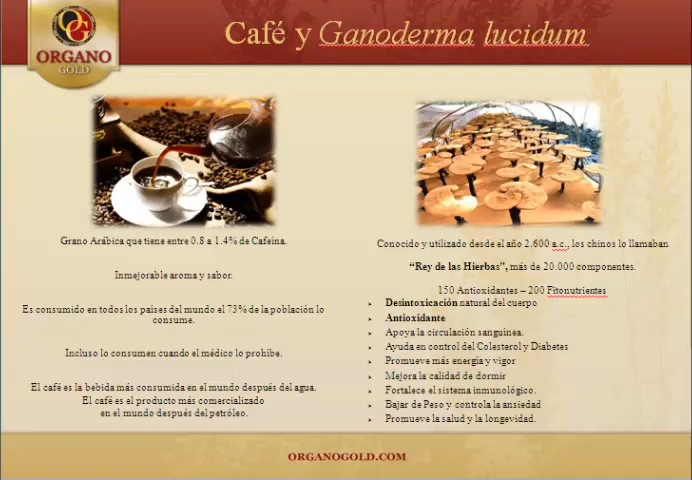 OG
ORGANO
GOLD
Café y Ganoderma lucidum
Grano Arábica que tiene entre 0.8 a 1.4% de Cafeina.
Inmejorable aroma y sabor.
Es consumido en todos los países del mundo el 73% de la población lo
consume.
Incluso lo consumen cuando el médico lo prohíbe.
El café es la bebida más consumida en el mundo después del agua.
El café es el producto más comercializado
en el mundo después del petróleo.
Conocido y utilizado desde el año 2.600 a.c., los chinos lo llamaban
“Rey de las Hierbas”, más de 20.000 componentes.
150 Antioxidantes – 200 Fitonutrientes
➤ Desintoxicación natural del cuerpo
➤ Antioxidante
➤ Apoya la circulación sanguínea.
➤ Ayuda en control del Colesterol y Diabetes
➤ Promueve más energía y vigor
➤ Mejora la calidad de dormir
➤ Fortalece el sistema inmunológico.
➤ Bajar de Peso y controla la ansiedad
➤ Promueve la salud y la longevidad.
ORGANOGOLD.COM